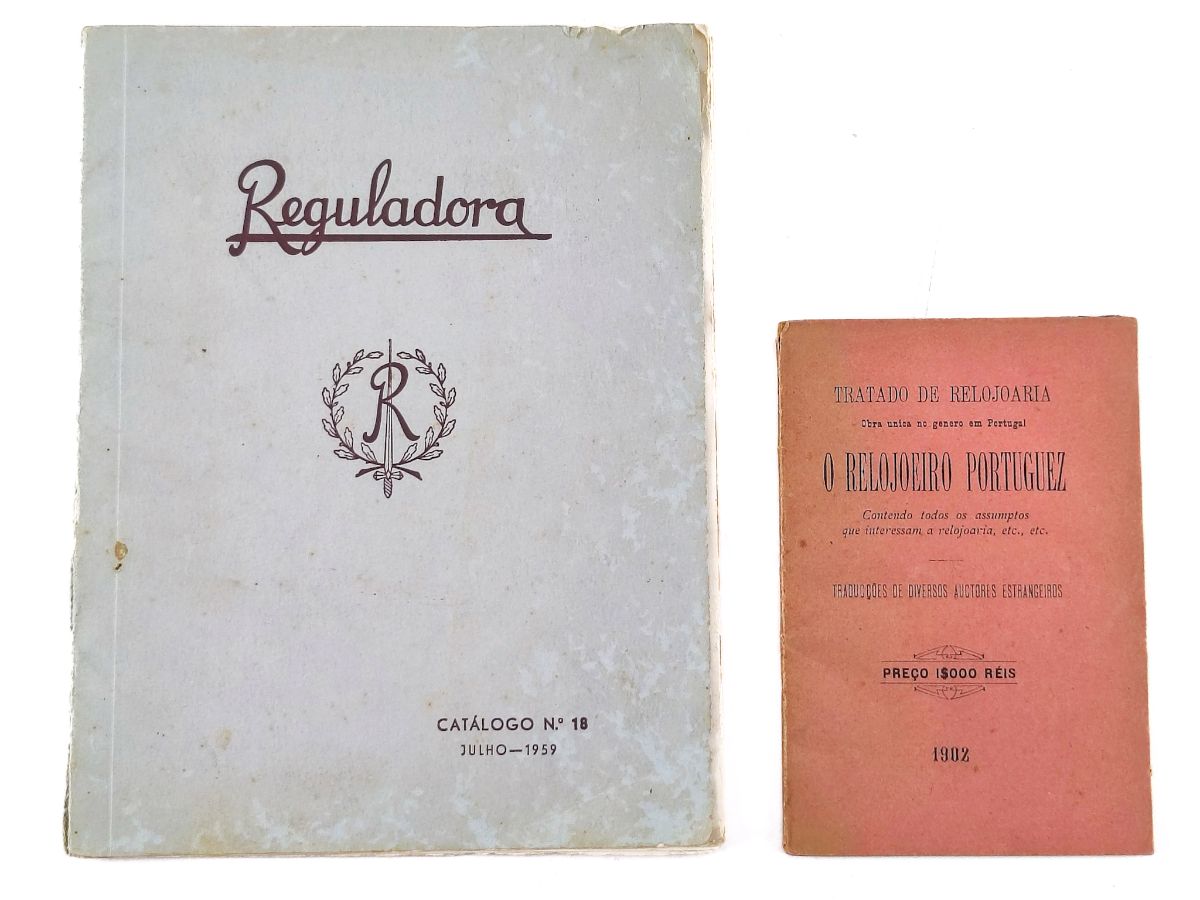 Reguladora
R
CATÁLOGO N.º 18
JULHO—1959
TRATADO DE RELOJOARIA
Obra unica no genero em Portugal
O RELOJOEIRO PORTUGUEZ
Contendo todos os assumptos
que interessam a relojoaria, etc., etc.
TRADUCÇÕES DE DIVERSOS AUCTORES ESTRANGEIROS
PREÇO 1$000 RÉIS
1902